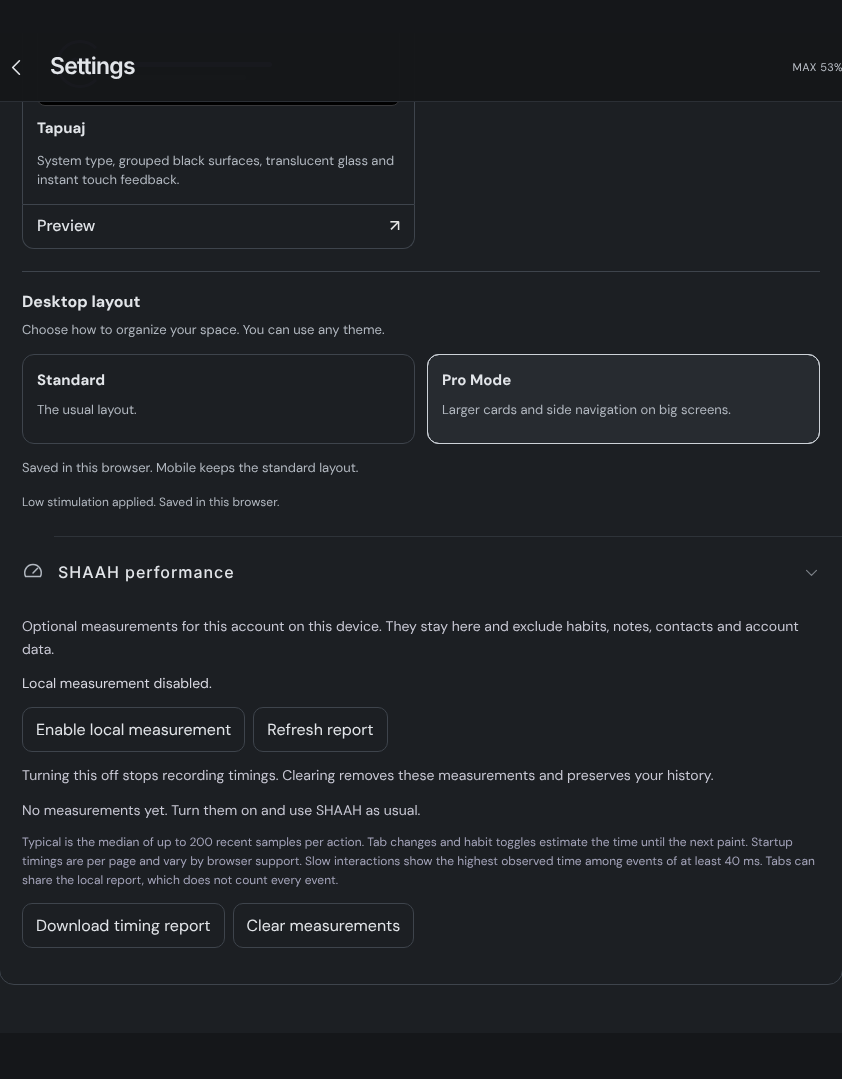 Settings
MAX 53%
Tapuaj
System type, grouped black surfaces, translucent glass and
instant touch feedback.
Preview
Desktop layout
Choose how to organize your space. You can use any theme.
Standard
The usual layout.
Pro Mode
Larger cards and side navigation on big screens.
Saved in this browser. Mobile keeps the standard layout.
Low stimulation applied. Saved in this browser.
SHAAH performance
Optional measurements for this account on this device. They stay here and exclude habits, notes, contacts and account
data.
Local measurement disabled.
Enable local measurement
Refresh report
Turning this off stops recording timings. Clearing removes these measurements and preserves your history.
No measurements yet. Turn them on and use SHAAH as usual.
Typical is the median of up to 200 recent samples per action. Tab changes and habit toggles estimate the time until the next paint. Startup
timings are per page and vary by browser support. Slow interactions show the highest observed time among events of at least 40 ms. Tabs can
share the local report, which does not count every event.
Download timing report
Clear measurements